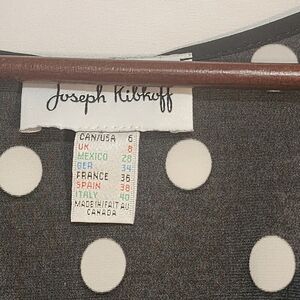 Joseph Ribkoff
CAN/USA 6
UK 8
MEXICO 28
GER 34
FRANCE 36
SPAIN 38
ITALY 40
MADE IN/FAIT AU
CANADA